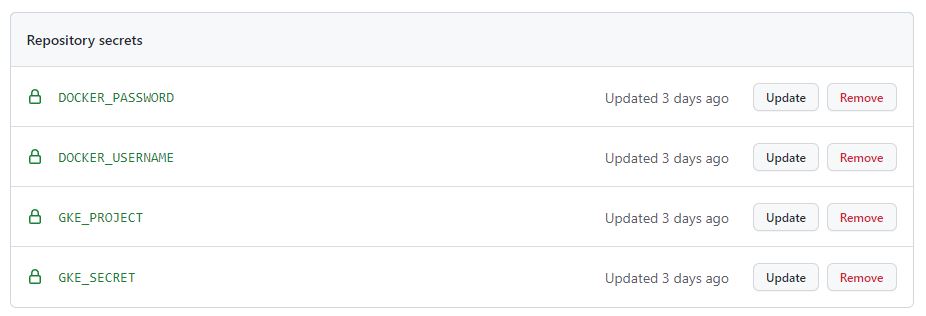 Repository secrets
DOCKER_PASSWORD Updated 3 days ago Update Remove
DOCKER_USERNAME Updated 3 days ago Update Remove
GKE_PROJECT Updated 3 days ago Update Remove
GKE_SECRET Updated 3 days ago Update Remove